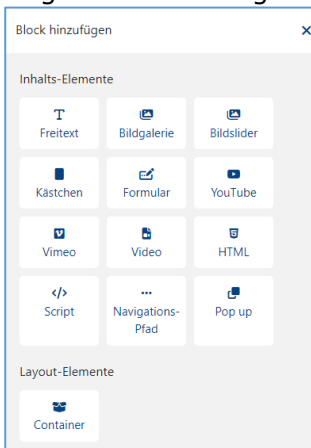 Block hinzufügen
Inhalts-Elemente
Freitext
Bildgalerie
Bildslider
Kästchen
Formular
YouTube
Vimeo
Video
HTML
Script
Navigations-
Pfad
Pop up
Layout-Elemente
Container